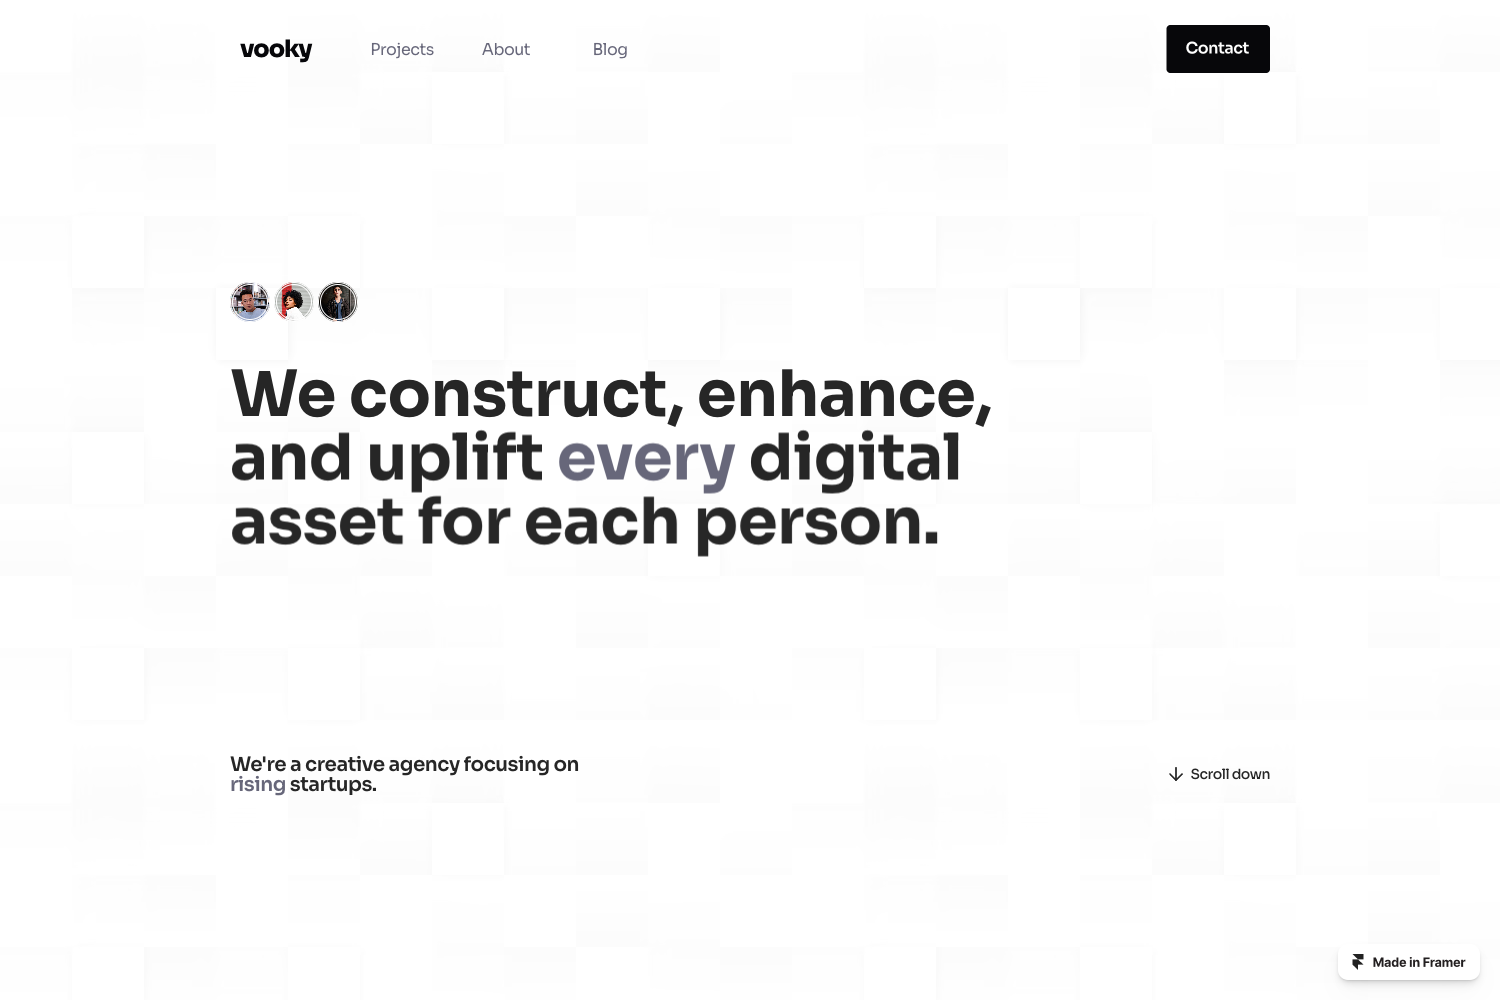 vooky
Projects
About
Blog
Contact
We construct, enhance,
and uplift every digital
asset for each person.
We're a creative agency focusing on
rising startups.
Scroll down
Made in Framer